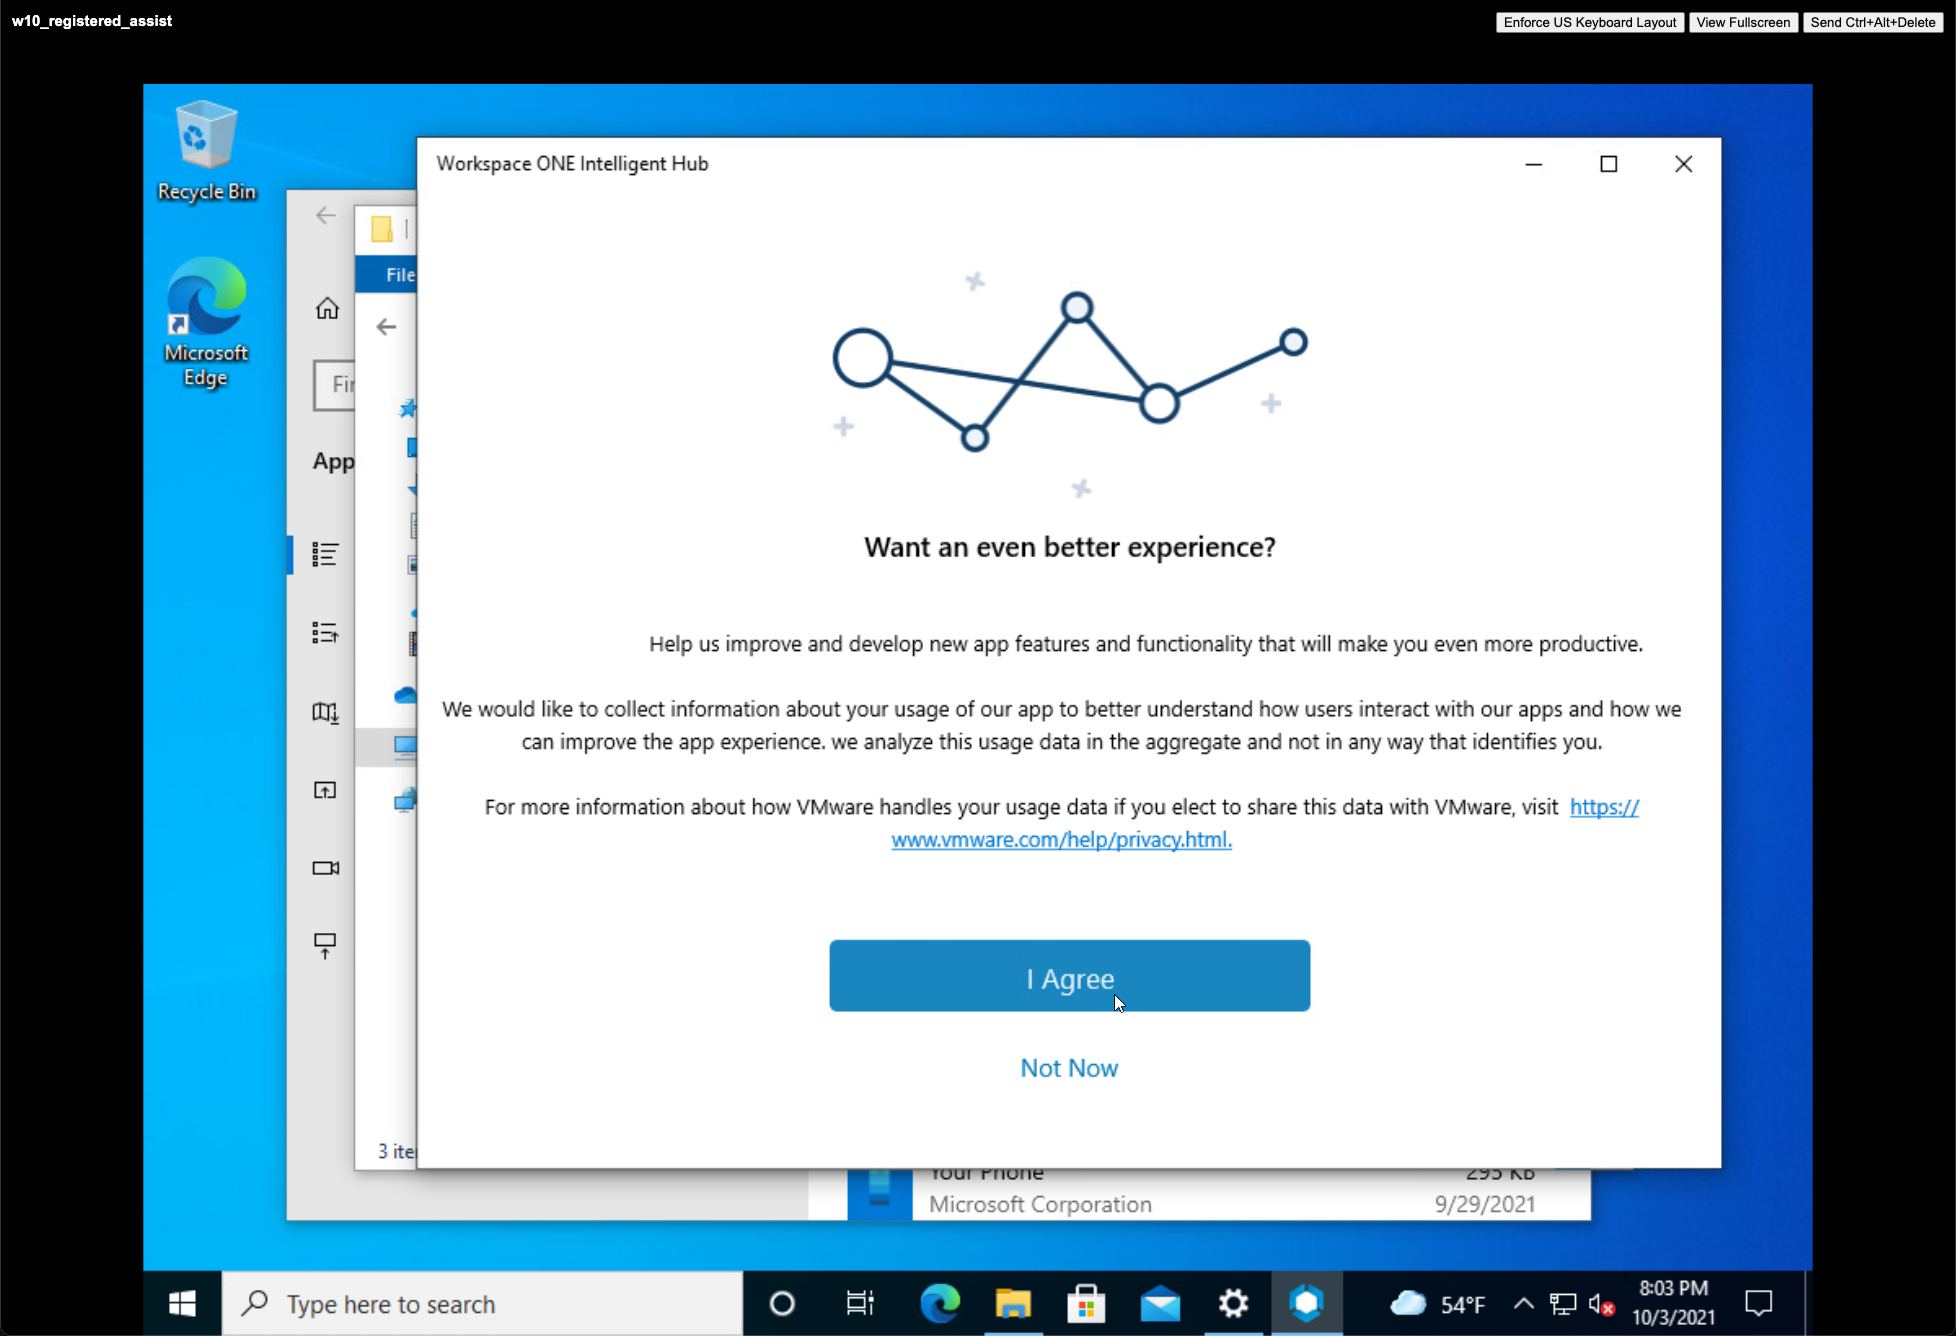 w10_registered_assist
Enforce US Keyboard Layout
View Fullscreen
Send Ctrl+Alt+Delete
Recycle Bin
Microsoft
Edge
Workspace ONE Intelligent Hub
File
App
Want an even better experience?
Help us improve and develop new app features and functionality that will make you even more productive.
We would like to collect information about your usage of our app to better understand how users interact with our apps and how we
can improve the app experience. we analyze this usage data in the aggregate and not in any way that identifies you.
For more information about how VMware handles your usage data if you elect to share this data with VMware, visit https://
www.vmware.com/help/privacy.html.
I Agree
Not Now
3 ite
Your Phone 295 KB
Microsoft Corporation 9/29/2021
Type here to search
54°F
8:03 PM
10/3/2021